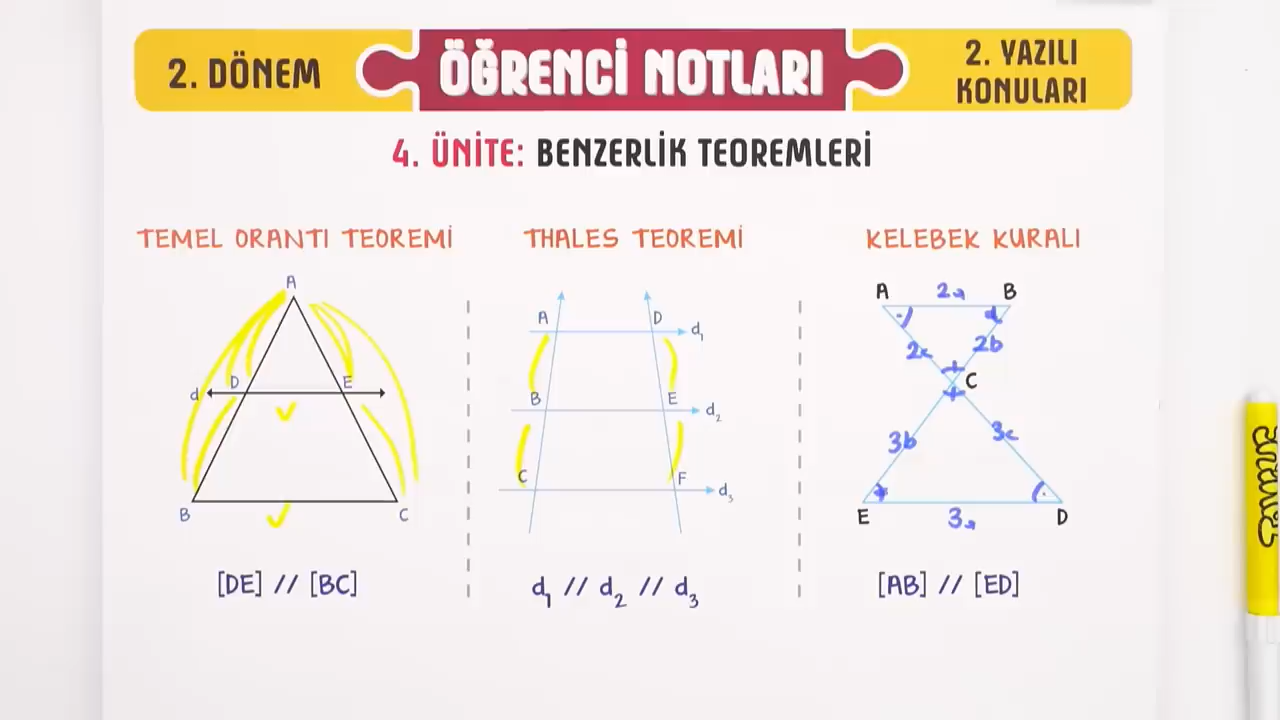 2. DÖNEM
ÖĞRENCİ NOTLARI
2. YAZILI
KONULARI
4. ÜNİTE: BENZERLİK TEOREMLERİ
TEMEL ORANTI TEOREMİ
A
d D E
B C
[DE] // [BC]
THALES TEOREMİ
A D d₁
B E d₂
C F d₃
d₁ // d₂ // d₃
KELEBEK KURALI
A 2a B
2c 2b
C
3b 3c
E 3a D
[AB] // [ED]